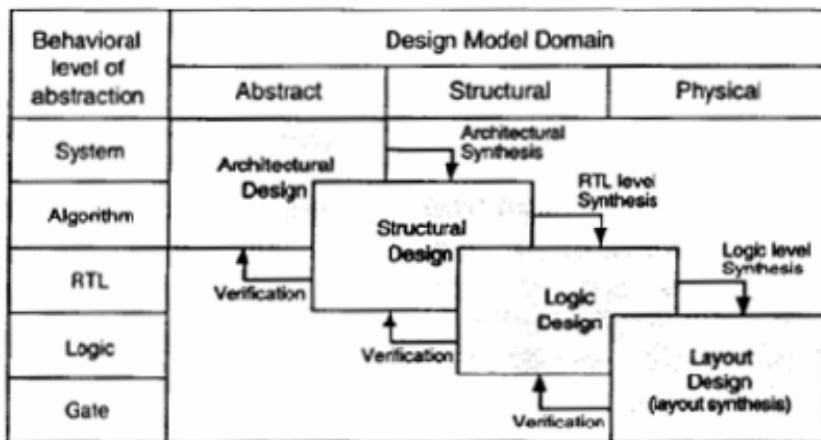 Behavioral
level of
abstraction
Design Model Domain
Abstract
Structural
Physical
System
Algorithm
RTL
Logic
Gate
Architectural
Design
Architectural
Synthesis
Structural
Design
RTL level
Synthesis
Verification
Logic
Design
Logic level
Synthesis
Verification
Layout
Design
(layout synthesis)
Verification